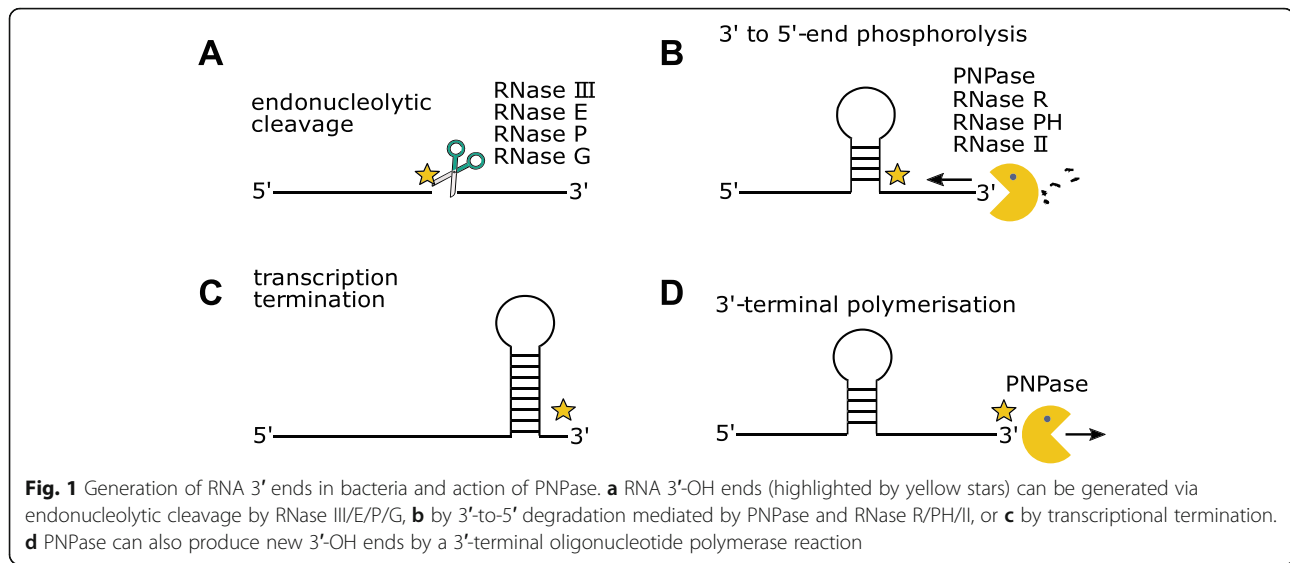 A
endonucleolytic
cleavage
RNase III
RNase E
RNase P
RNase G
5'
3'
B
3' to 5'-end phosphorolysis
PNPase
RNase R
RNase PH
RNase II
5'
3'
C
transcription
termination
5'
3'
D
3'-terminal polymerisation
PNPase
5'
3'
Fig. 1 Generation of RNA 3′ ends in bacteria and action of PNPase. a RNA 3′-OH ends (highlighted by yellow stars) can be generated via
endonucleolytic cleavage by RNase III/E/P/G, b by 3′-to-5′ degradation mediated by PNPase and RNase R/PH/II, or c by transcriptional termination.
d PNPase can also produce new 3′-OH ends by a 3′-terminal oligonucleotide polymerase reaction